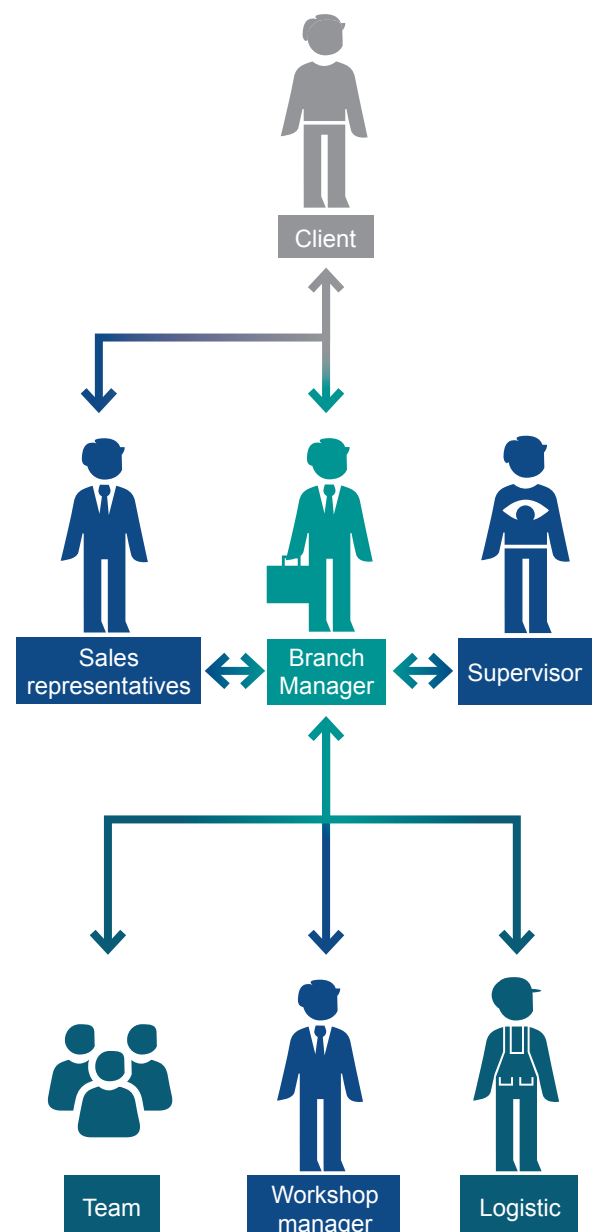 Client
Sales
representatives
Branch
Manager
Supervisor
Team
Workshop
manager
Logistic